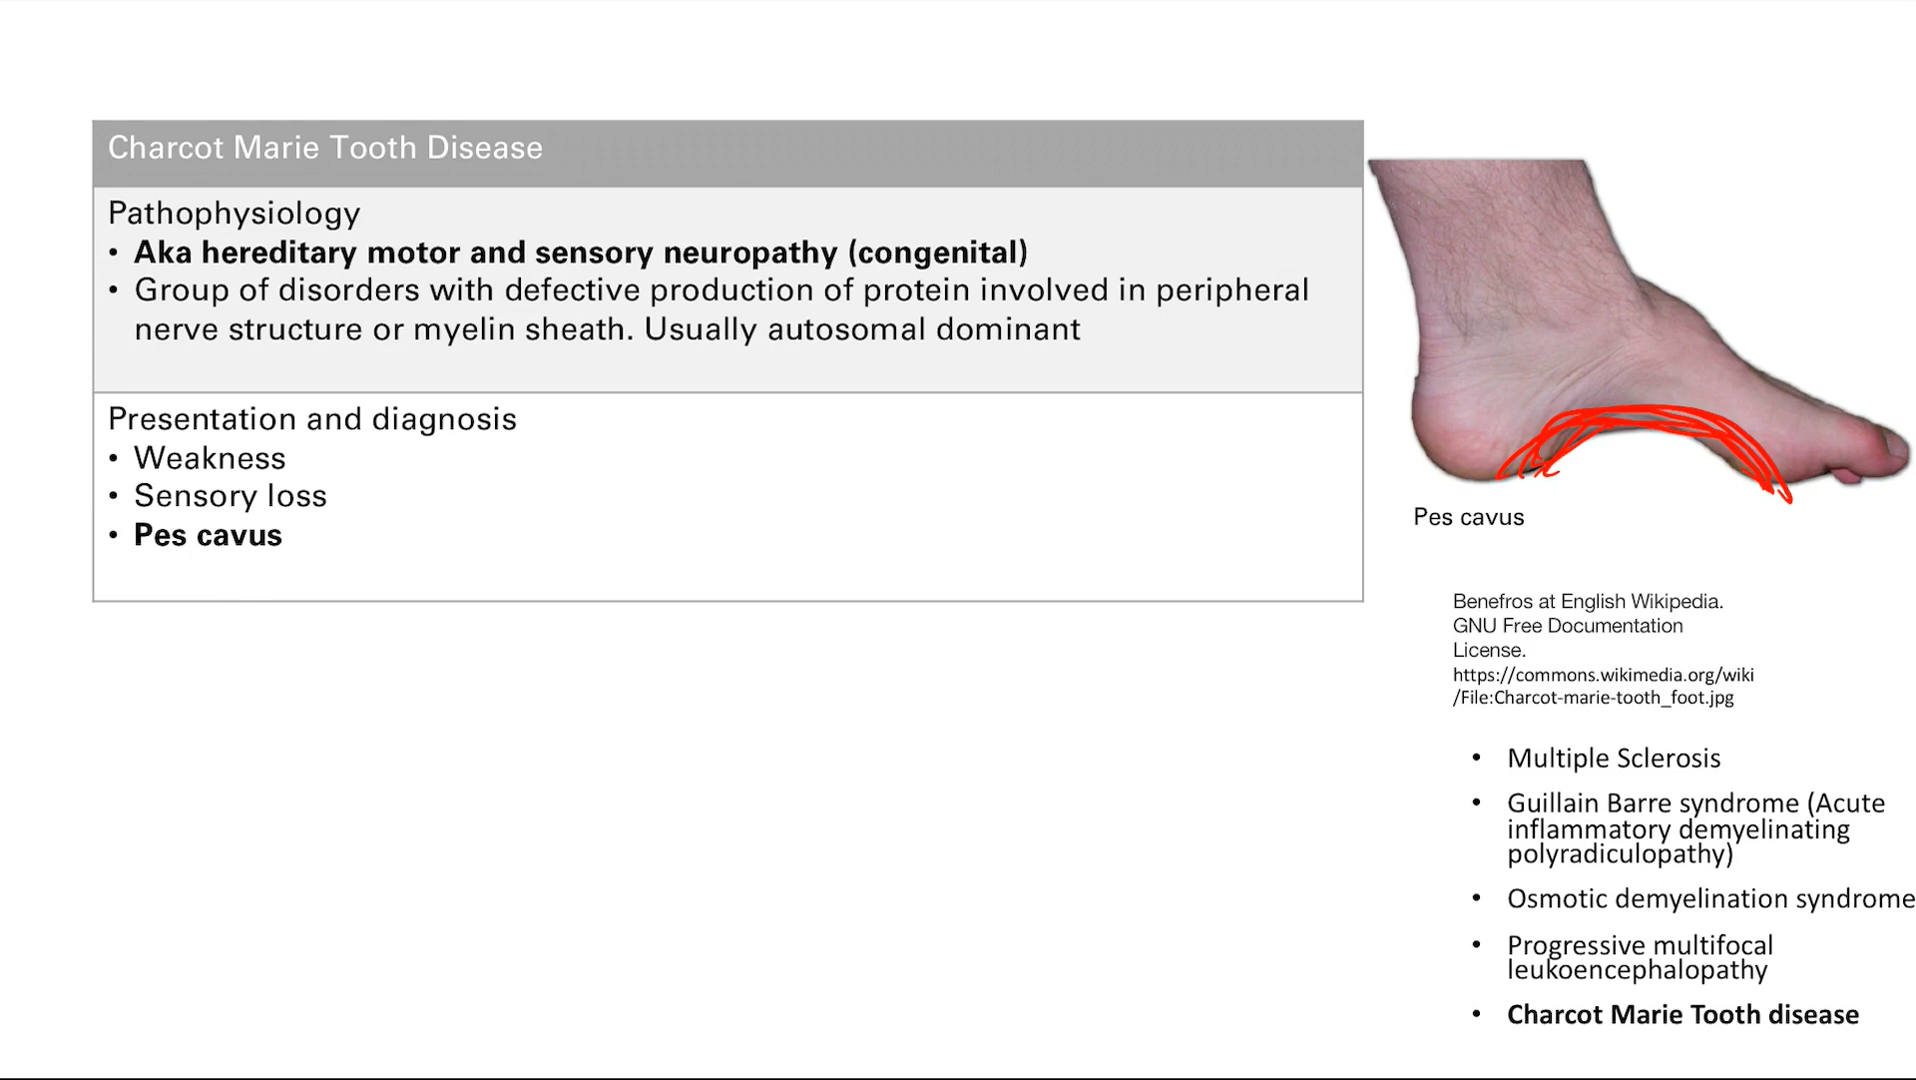 Charcot Marie Tooth Disease
Pathophysiology
• Aka hereditary motor and sensory neuropathy (congenital)
• Group of disorders with defective production of protein involved in peripheral
nerve structure or myelin sheath. Usually autosomal dominant
Presentation and diagnosis
• Weakness
• Sensory loss
• Pes cavus
Pes cavus
Benefros at English Wikipedia.
GNU Free Documentation
License.
https://commons.wikimedia.org/wiki
/File:Charcot-marie-tooth_foot.jpg
• Multiple Sclerosis
• Guillain Barre syndrome (Acute
inflammatory demyelinating
polyradiculopathy)
• Osmotic demyelination syndrome
• Progressive multifocal
leukoencephalopathy
• Charcot Marie Tooth disease